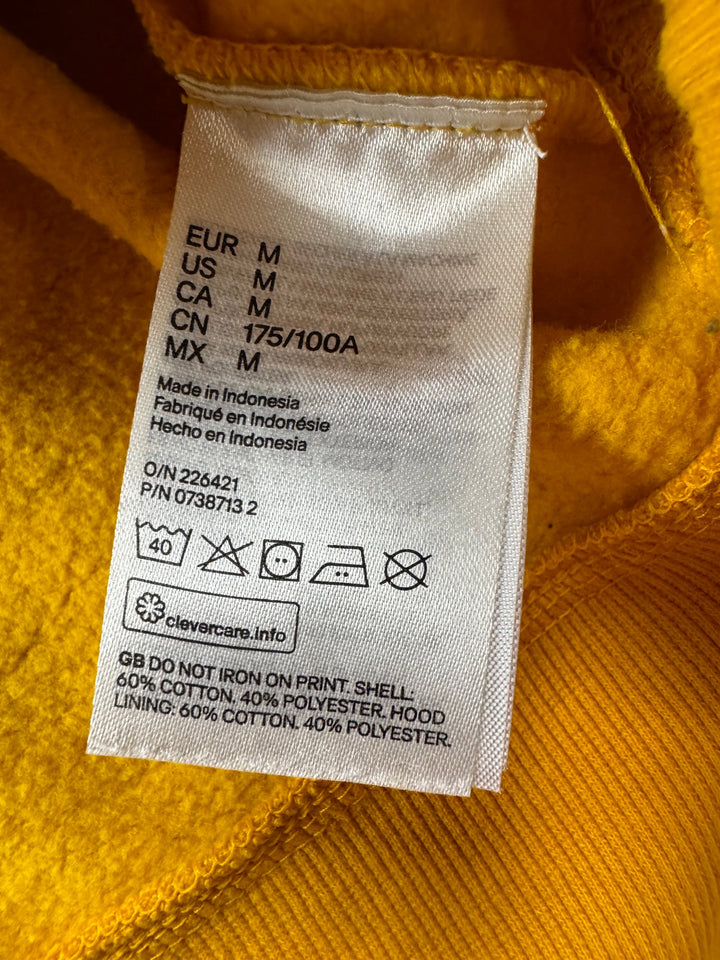 EUR M
US M
CA M
CN 175/100A
MX M
Made in Indonesia
Fabriqué en Indonésie
Hecho en Indonesia
O/N 226421
P/N 0738713 2
40
clevercare.info
GB DO NOT IRON ON PRINT. SHELL:
60% COTTON. 40% POLYESTER. HOOD
LINING: 60% COTTON. 40% POLYESTER.